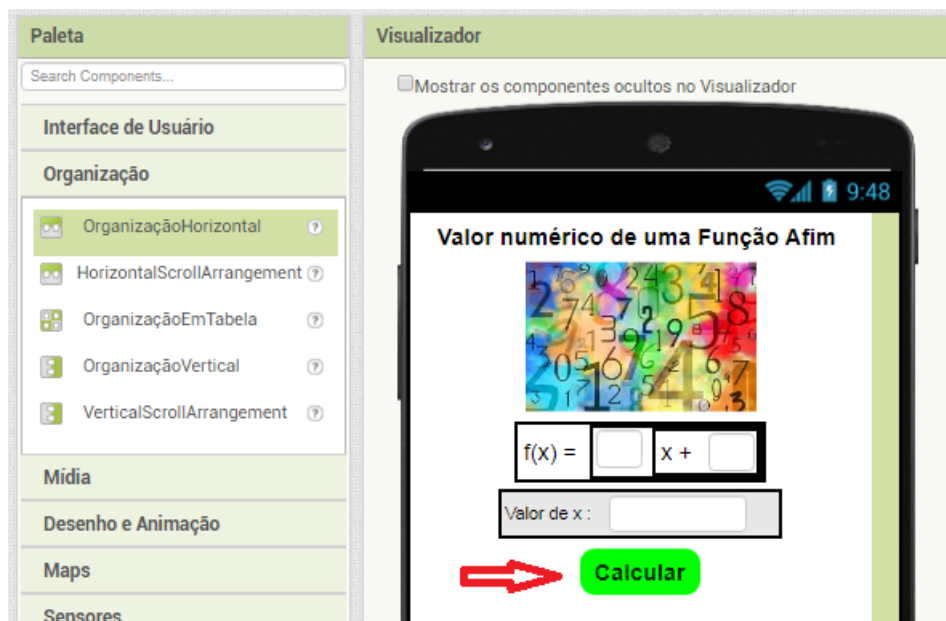 Paleta
Search Components...
Interface de Usuário
Organização
OrganizaçãoHorizontal ?
HorizontalScrollArrangement ?
OrganizaçãoEmTabela ?
OrganizaçãoVertical ?
VerticalScrollArrangement ?
Mídia
Desenho e Animação
Maps
Sensores
Visualizador
Mostrar os componentes ocultos no Visualizador
9:48
Valor numérico de uma Função Afim
f(x) = x +
Valor de x :
Calcular